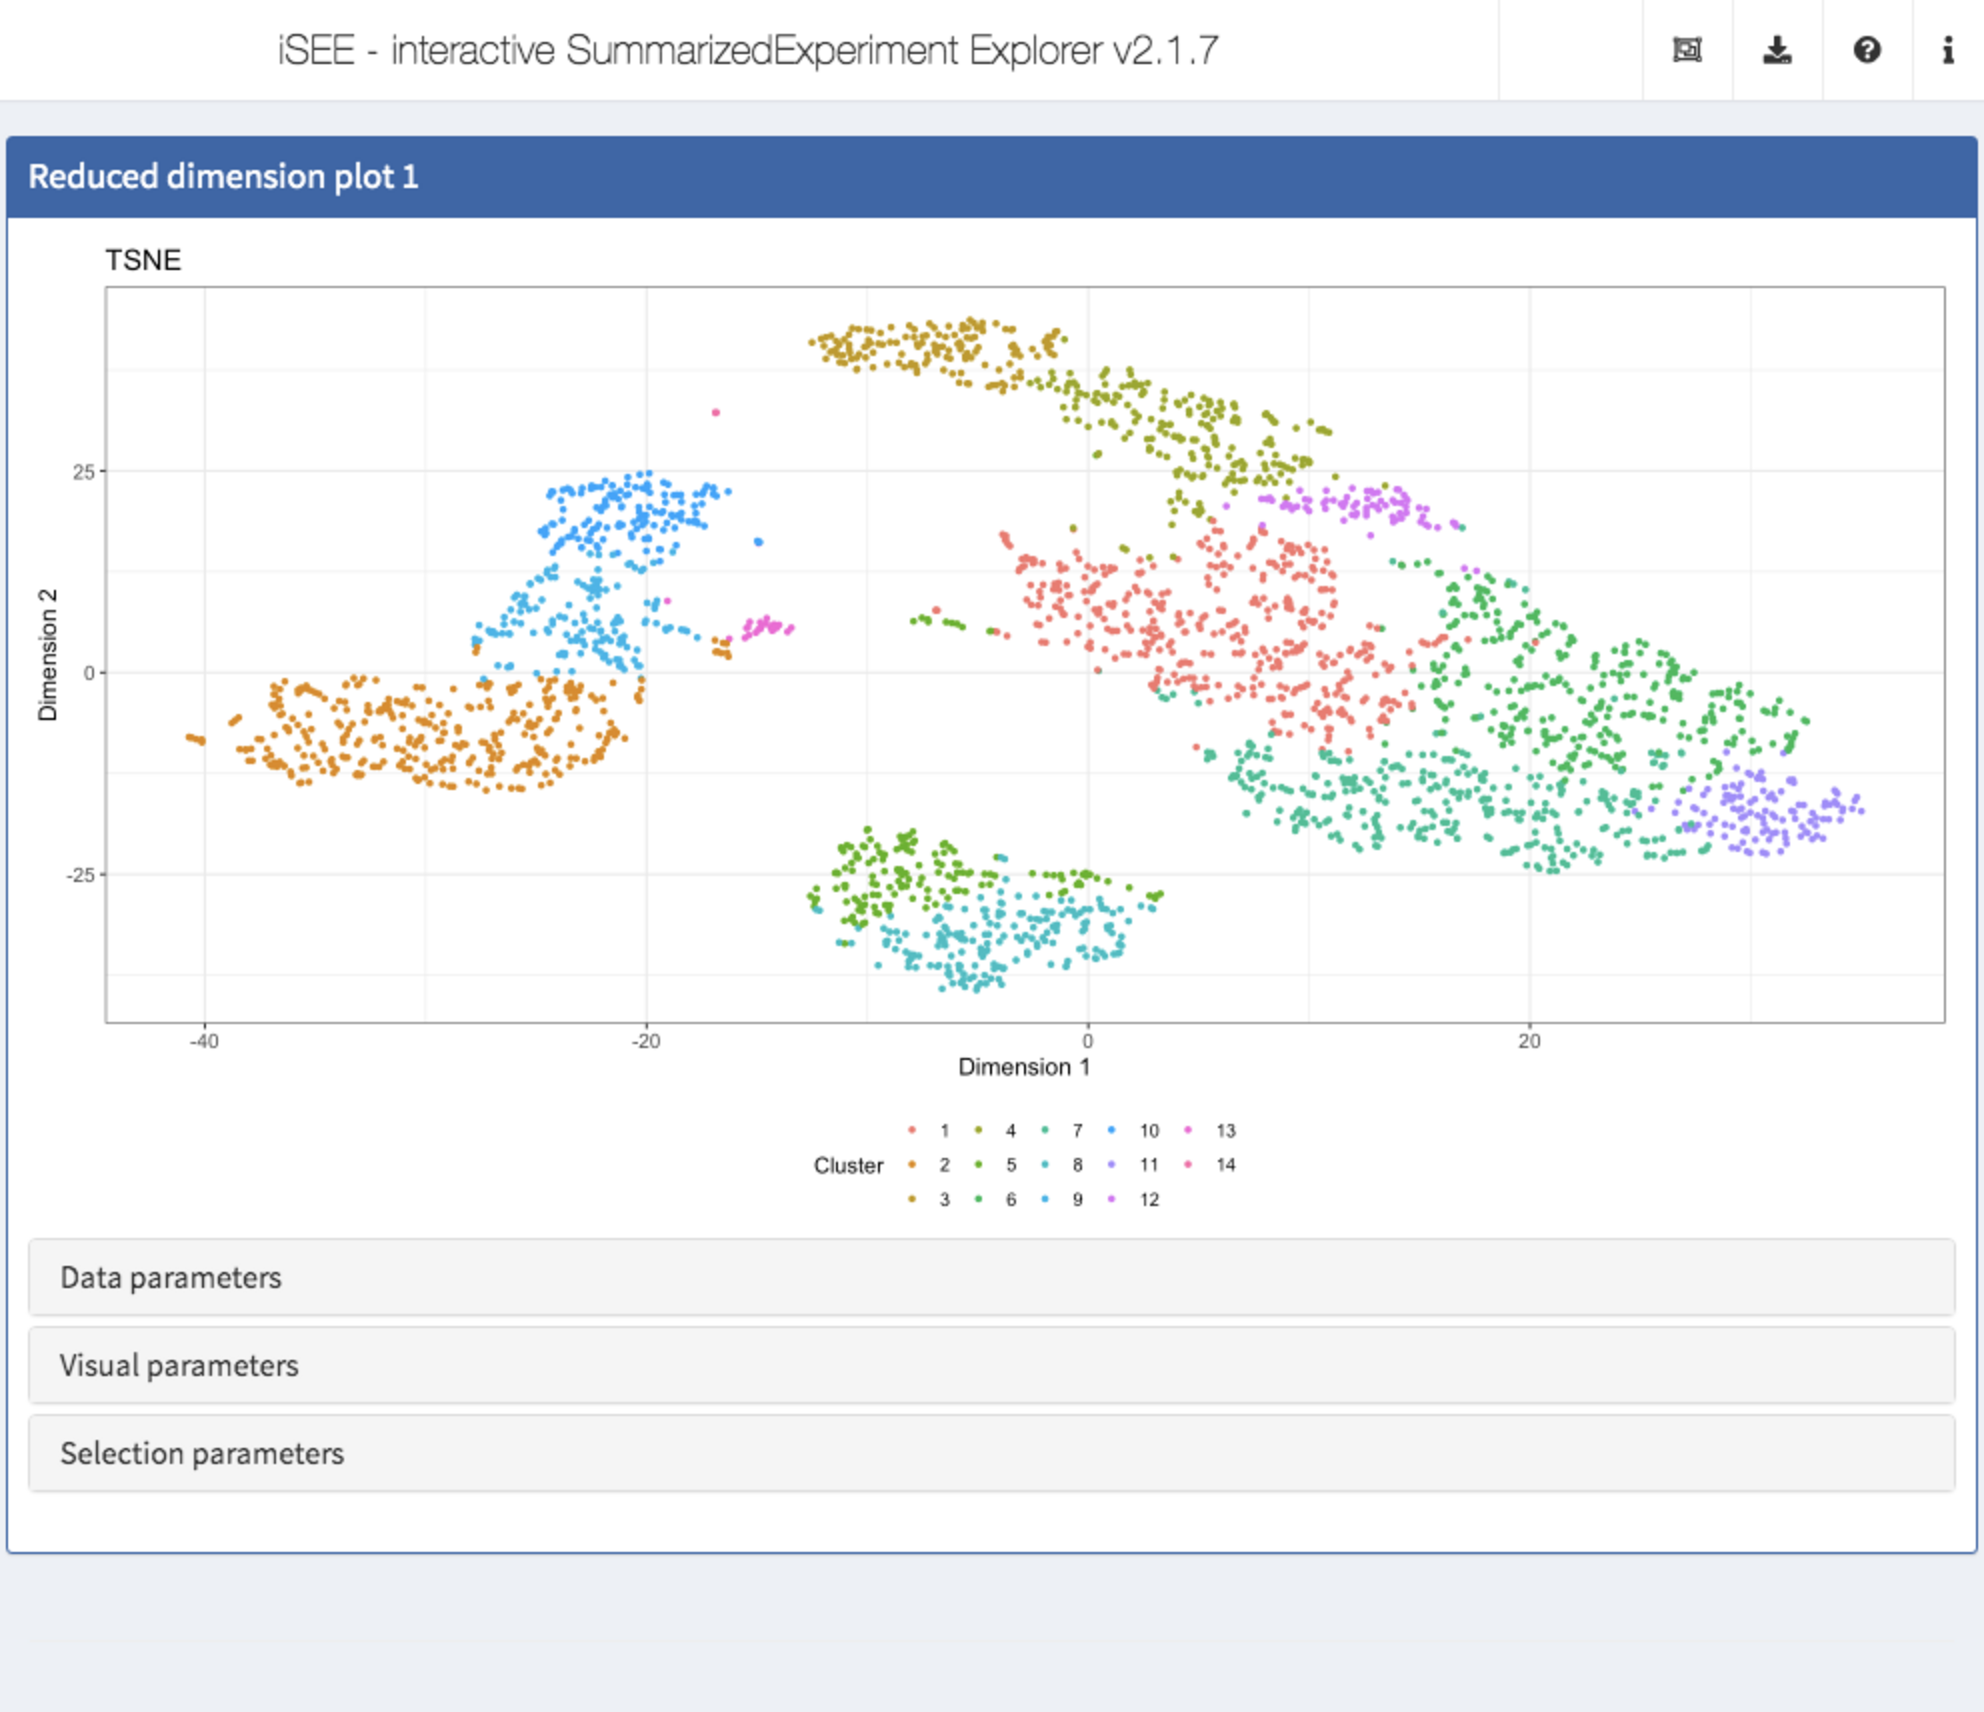 iSEE - interactive SummarizedExperiment Explorer v2.1.7
Reduced dimension plot 1
TSNE
25
0
-25
Dimension 2
-40 -20 0 20
Dimension 1
1 4 7 10 13
Cluster 2 5 8 11 14
3 6 9 12
Data parameters
Visual parameters
Selection parameters